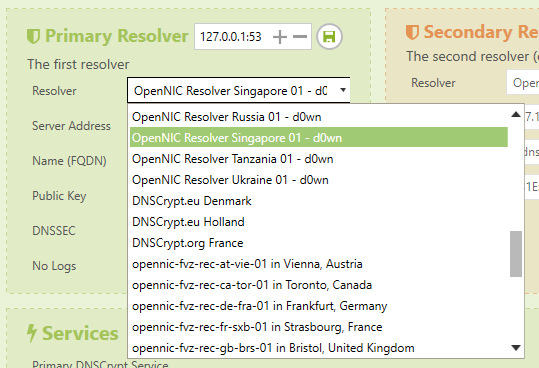 Primary Resolver
127.0.0.1:53
Secondary Re
The first resolver
The second resolver (
Resolver
OpenNIC Resolver Singapore 01 - d0
Resolver
Open
OpenNIC Resolver Russia 01 - d0wn
Server Address
OpenNIC Resolver Singapore 01 - d0wn
Name (FQDN)
OpenNIC Resolver Tanzania 01 - d0wn
OpenNIC Resolver Ukraine 01 - d0wn
Public Key
DNSCrypt.eu Denmark
DNSCrypt.eu Holland
DNSSEC
DNSCrypt.org France
No Logs
opennic-fvz-rec-at-vie-01 in Vienna, Austria
opennic-fvz-rec-ca-tor-01 in Toronto, Canada
opennic-fvz-rec-de-fra-01 in Frankfurt, Germany
opennic-fvz-rec-fr-sxb-01 in Strasbourg, France
Services
opennic-fvz-rec-gb-brs-01 in Bristol, United Kingdom
Primary DNSCrypt Service